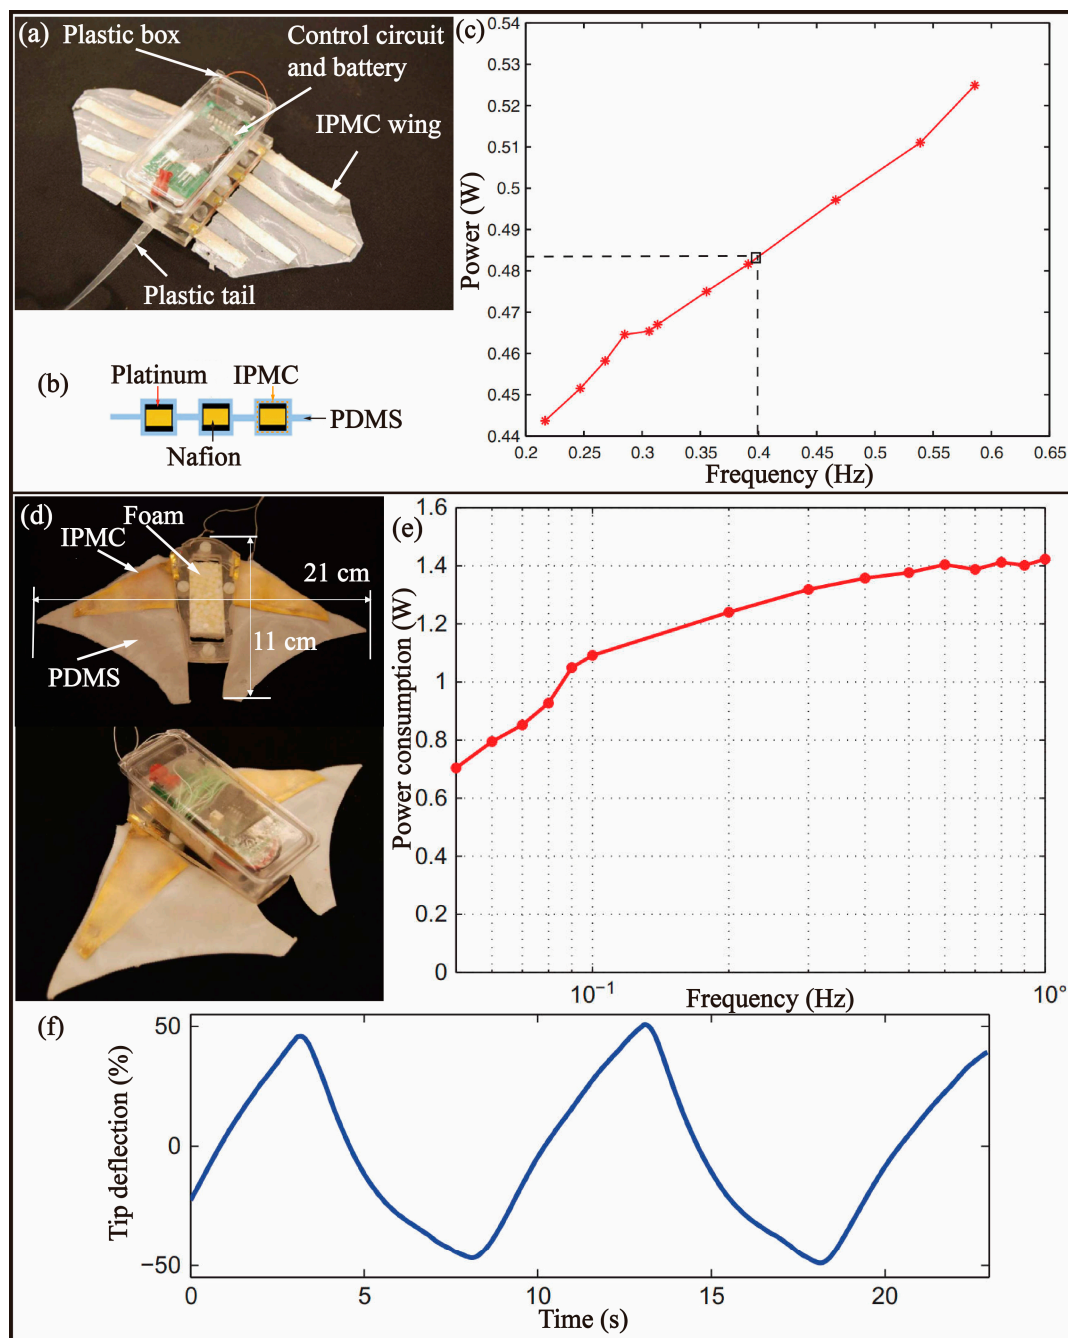 (a)
Plastic box
Control circuit
and battery
IPMC wing
Plastic tail
(b)
Platinum
IPMC
PDMS
Nafion
(c)
Power (W)
0.54
0.53
0.52
0.51
0.5
0.49
0.48
0.47
0.46
0.45
0.44
0.2 0.25 0.3 0.35 0.4 0.45 0.5 0.55 0.6 0.65
Frequency (Hz)
(d)
Foam
IPMC
21 cm
11 cm
PDMS
(e)
Power consumption (W)
1.6
1.4
1.2
1
0.8
0.6
0.4
0.2
0
10⁻¹ 10°
Frequency (Hz)
(f)
Tip deflection (%)
50
0
−50
0 5 10 15 20
Time (s)